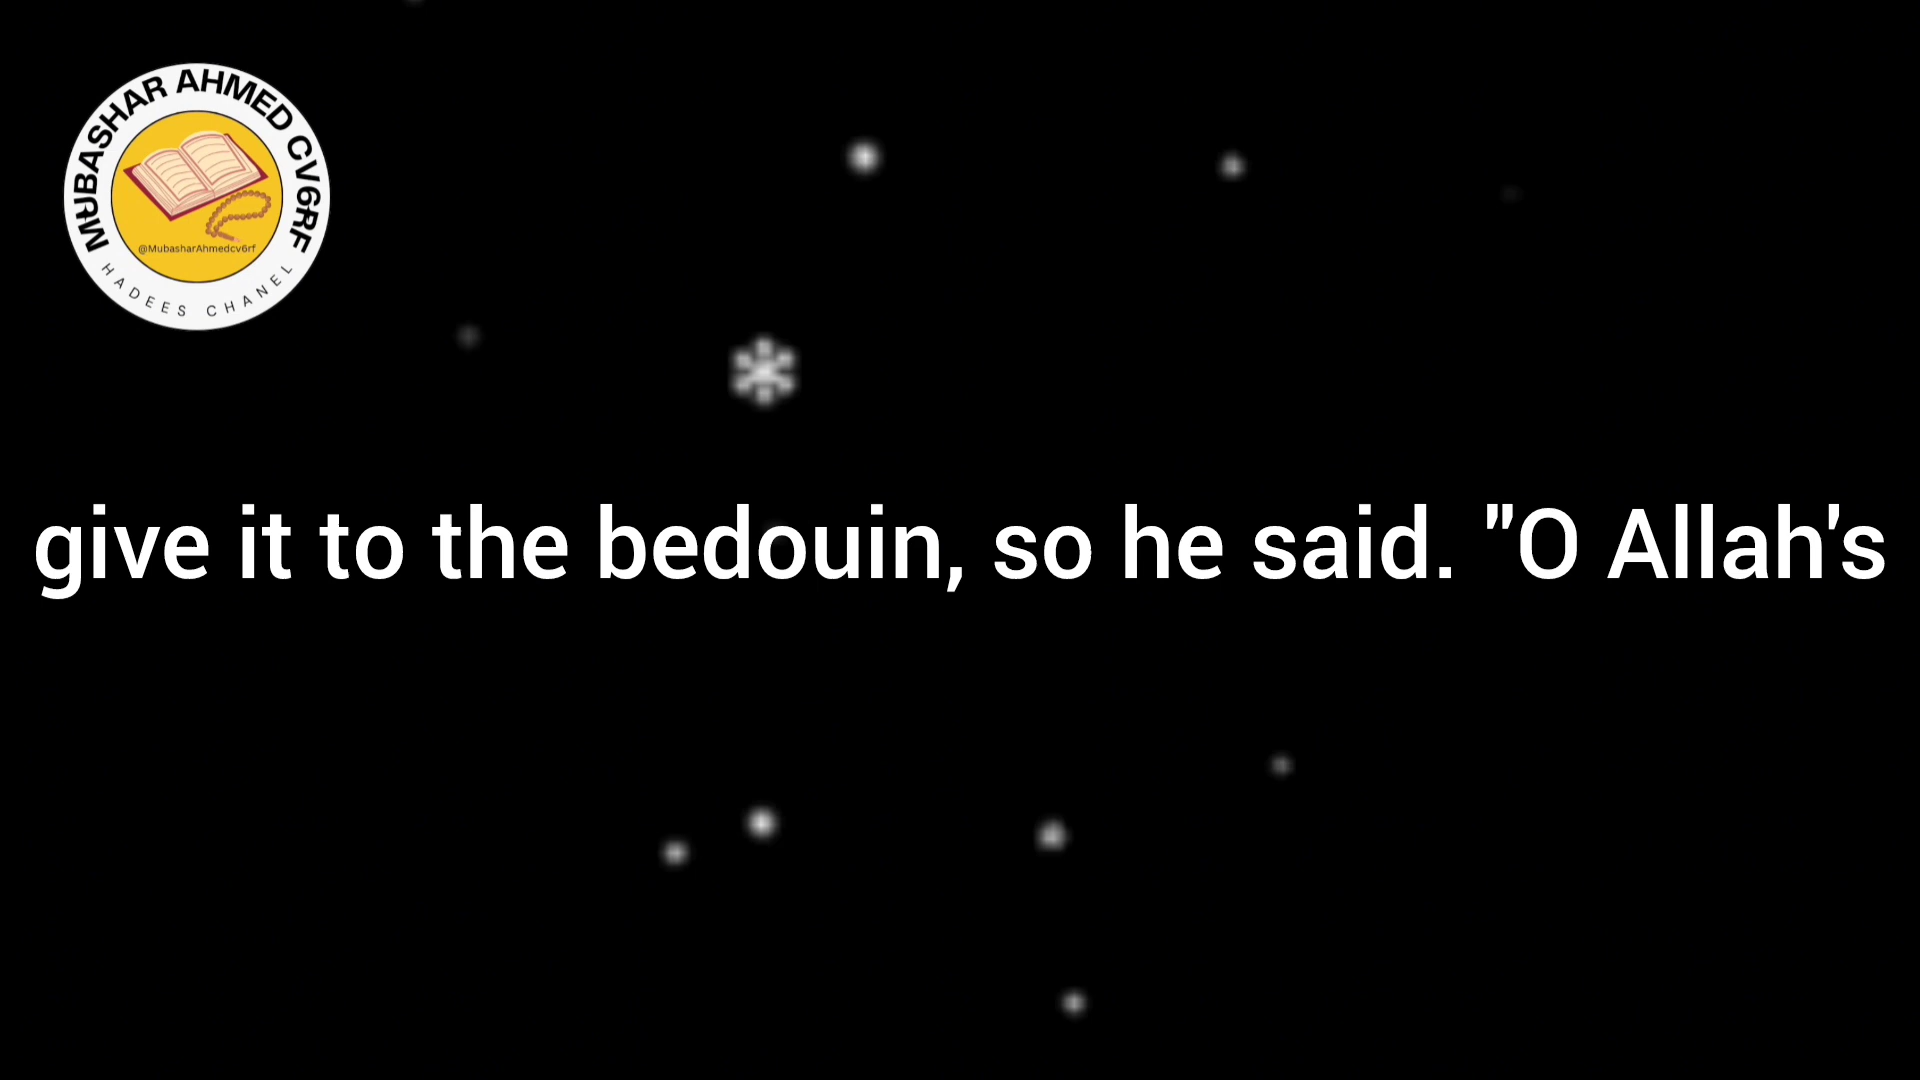 MUBASHAR AHMED CV6RF
@MubasharAhmedcv6rf
HADEES CHANEL
give it to the bedouin, so he said. "O Allah's